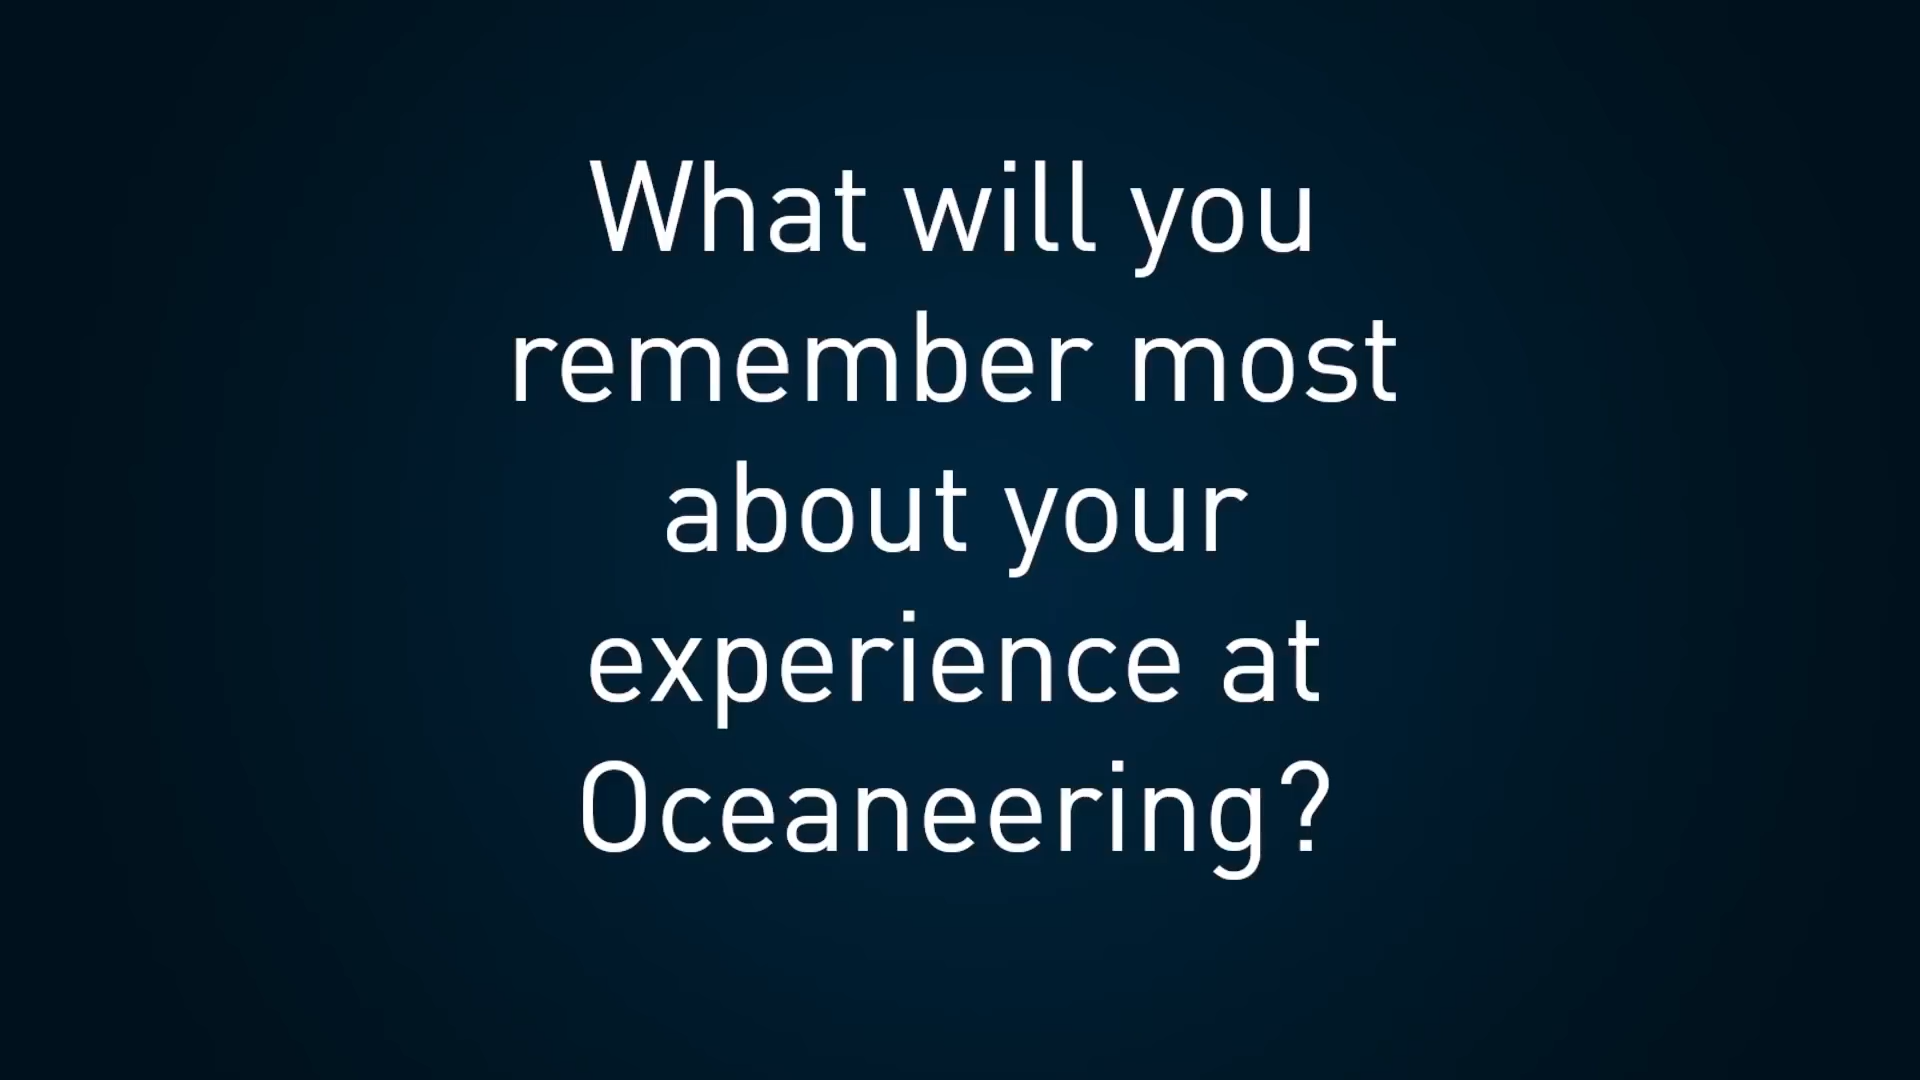 What will you
remember most
about your
experience at
Oceaneering?